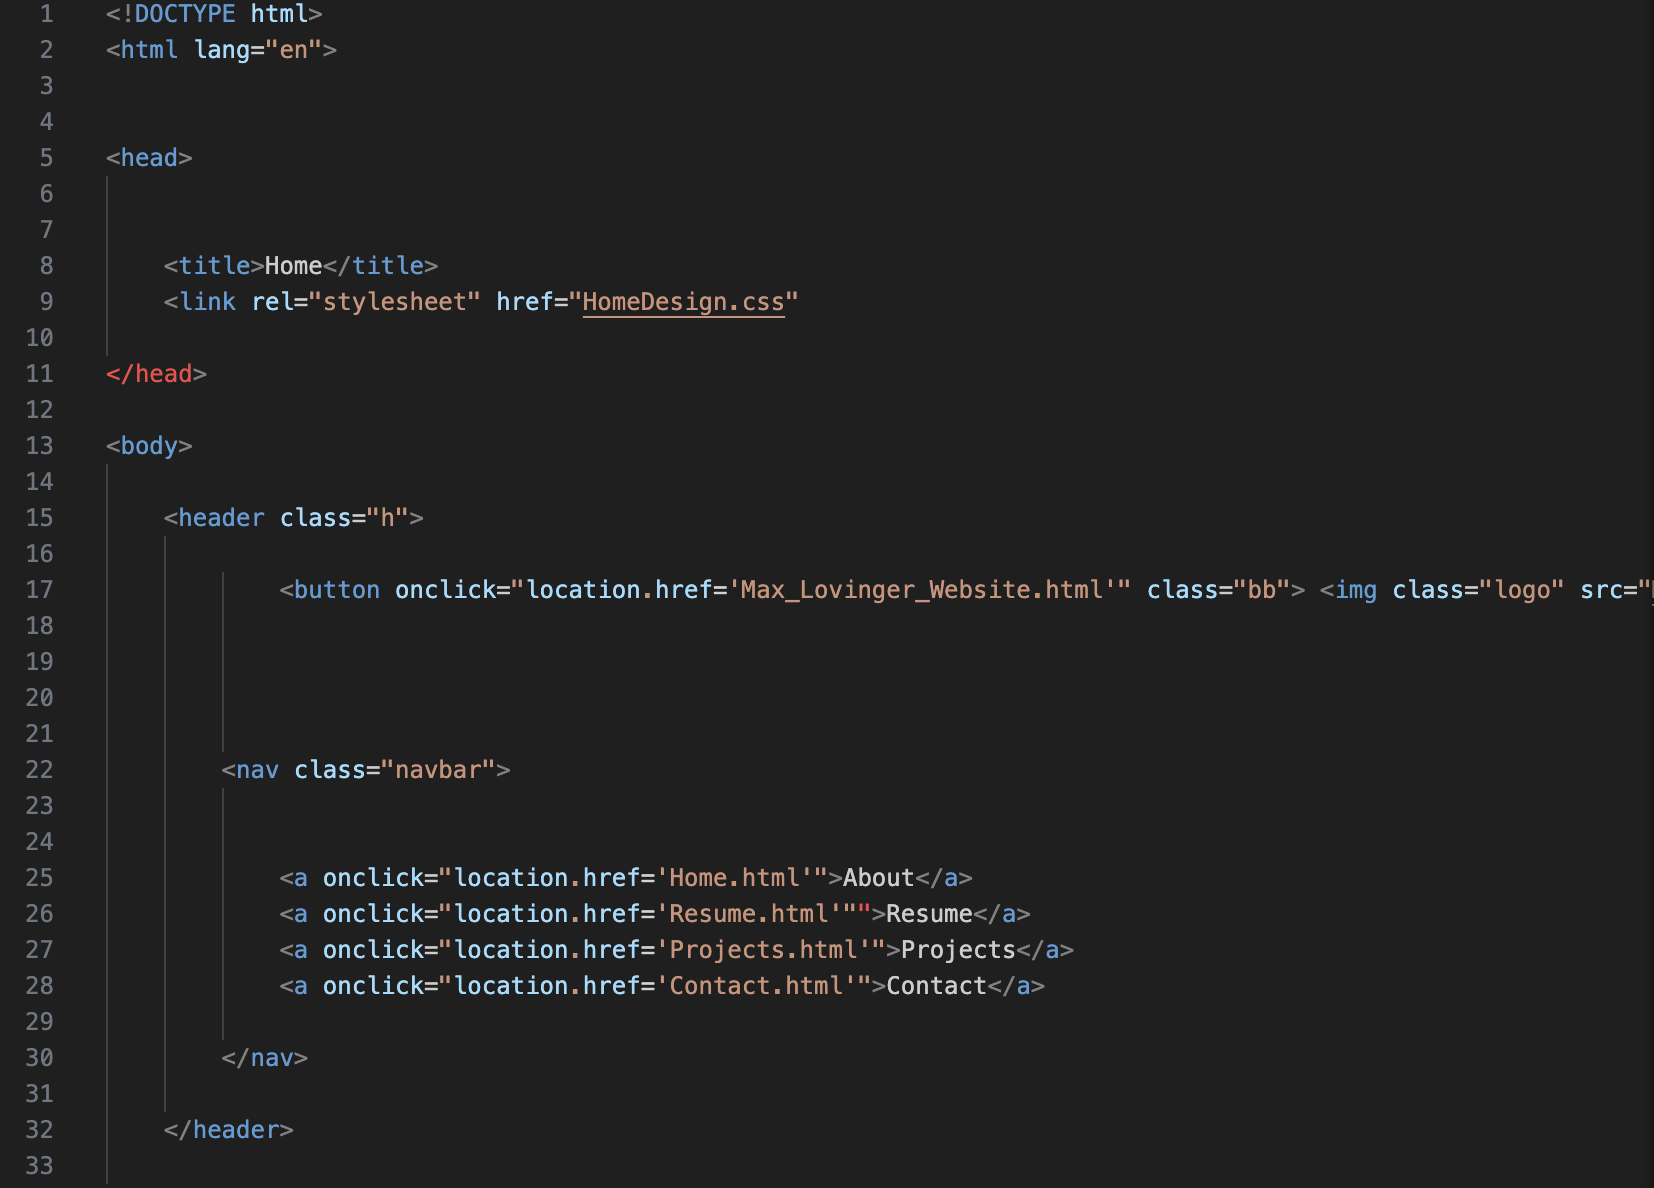 1 <!DOCTYPE html>
2 <html lang="en">
3
4
5 <head>
6
7
8 <title>Home</title>
9 <link rel="stylesheet" href="HomeDesign.css"
10
11 </head>
12
13 <body>
14
15 <header class="h">
16
17 <button onclick="location.href='Max_Lovinger_Website.html'" class="bb"> <img class="logo" src="
18
19
20
21
22 <nav class="navbar">
23
24
25 <a onclick="location.href='Home.html'">About</a>
26 <a onclick="location.href='Resume.html'"">Resume</a>
27 <a onclick="location.href='Projects.html'">Projects</a>
28 <a onclick="location.href='Contact.html'">Contact</a>
29
30 </nav>
31
32 </header>
33